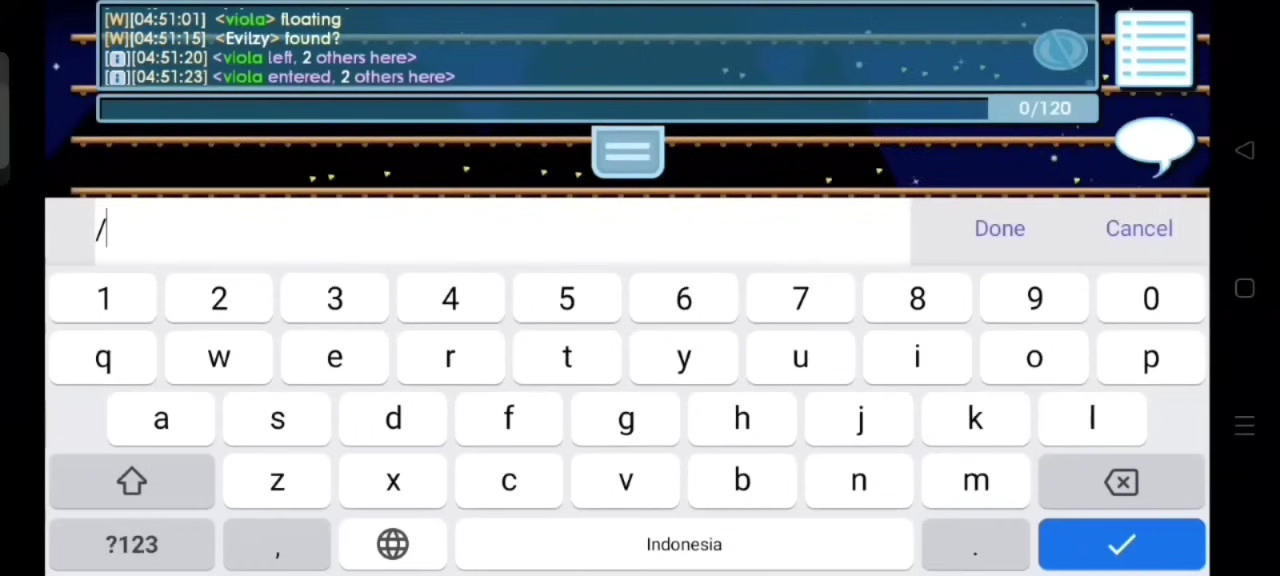 [W][04:51:01] <viola> floating
[W][04:51:15] <Evilzy> found?
[i][04:51:20] <viola left, 2 others here>
[i][04:51:23] <viola entered, 2 others here>
0/120
/
Done Cancel
1 2 3 4 5 6 7 8 9 0
q w e r t y u i o p
a s d f g h j k l
z x c v b n m
?123 , Indonesia .